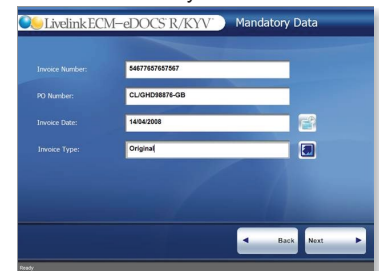 Livelink ECM–eDOCS R/KYV Mandatory Data
Invoice Number: 54677657657567
PO Number: CL/GHD98876-GB
Invoice Date: 14/04/2008
Invoice Type: Original
Back Next
Ready